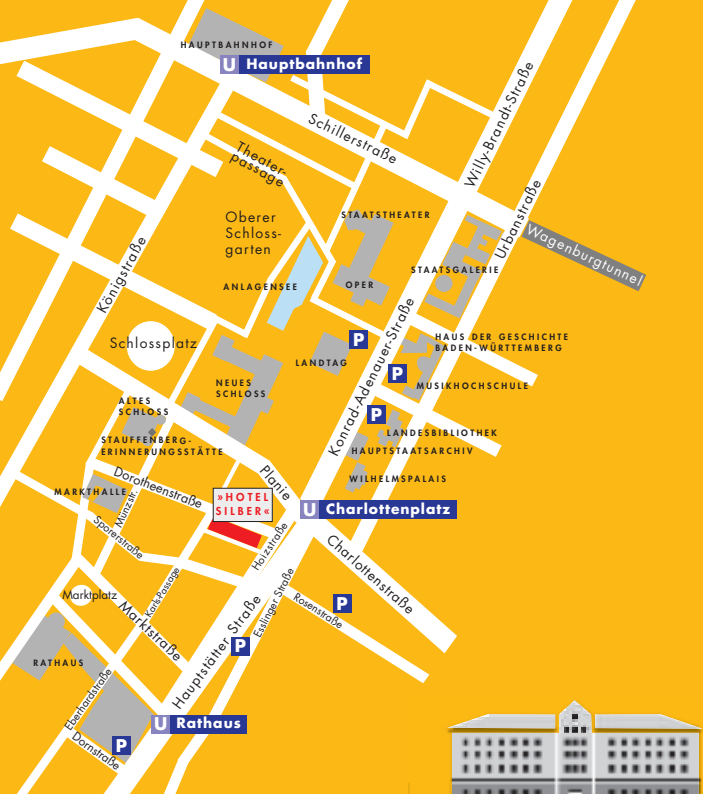 HAUPTBAHNHOF
U Hauptbahnhof
Schillerstraße
Willy-Brandt-Straße
Theater-
passage
Urbanstraße
Oberer
Schloss-
garten
STAATSTHEATER
Wagenburgtunnel
Königstraße
STAATSGALERIE
ANLAGENSEE
OPER
Schlossplatz
P
HAUS DER GESCHICHTE
BADEN-WÜRTTEMBERG
LANDTAG
Konrad-Adenauer-Straße
P
MUSIKHOCHSCHULE
NEUES
SCHLOSS
ALTES
SCHLOSS
P
LANDESBIBLIOTHEK
STAUFFENBERG-
ERINNERUNGSSTÄTTE
HAUPTSTAATSARCHIV
Planie
WILHELMSPALAIS
Dorotheenstraße
MARKTHALLE
Münzstr.
»HOTEL
SILBER«
U Charlottenplatz
Sporerstraße
Holzstraße
Charlottenstraße
Karls-Passage
Marktplatz
Marktstraße
Esslinger Straße
Rosenstraße
P
Hauptstätter Straße
P
RATHAUS
Eberhardstraße
U Rathaus
P
Dornstraße